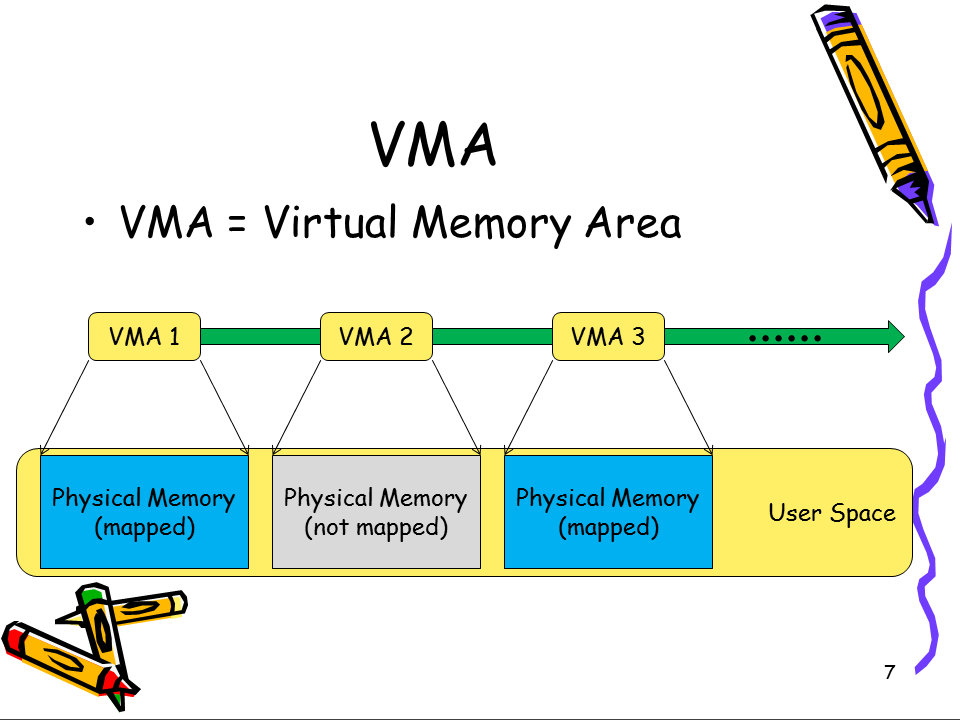 VMA
• VMA = Virtual Memory Area
VMA 1
VMA 2
VMA 3
......
Physical Memory
(mapped)
Physical Memory
(not mapped)
Physical Memory
(mapped)
User Space
7